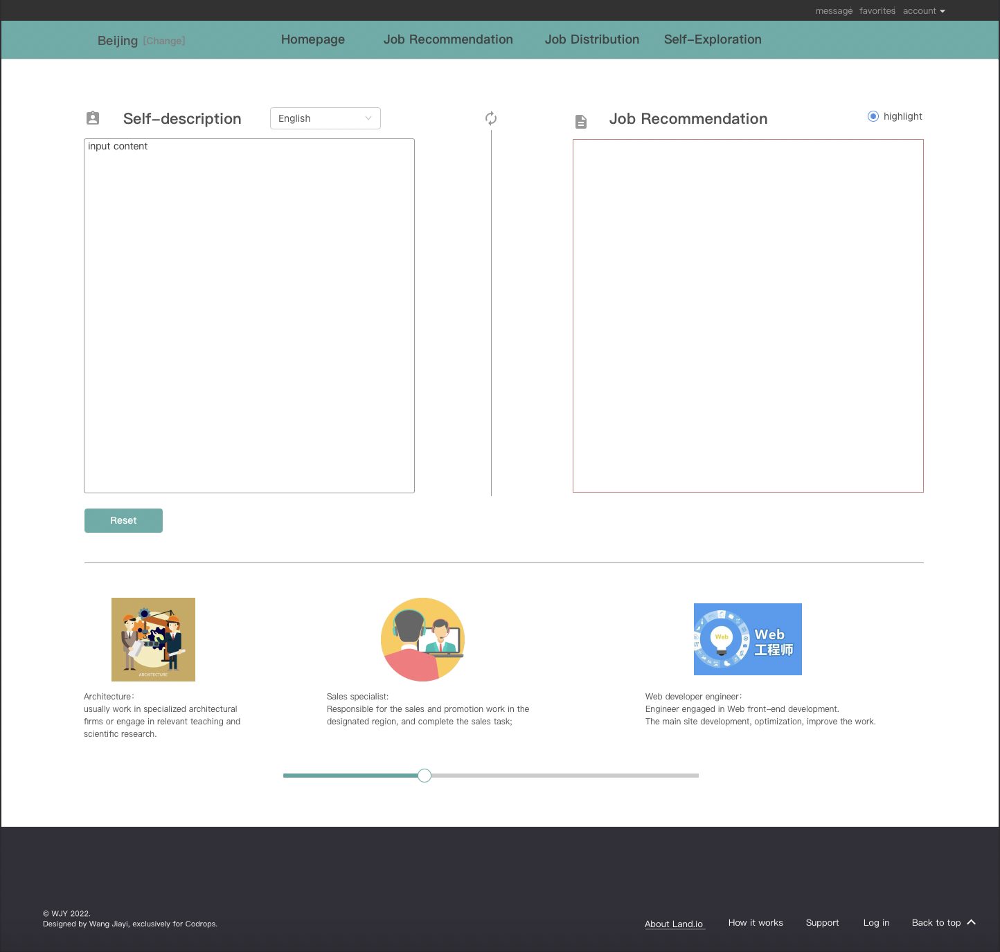 message favorites account
Beijing [Change] Homepage Job Recommendation Job Distribution Self-Exploration
Self-description English Job Recommendation highlight
input content
Reset
ARCHITECTURE
Web
Web
工程师
Architecture：
usually work in specialized architectural
firms or engage in relevant teaching and
scientific research.
Sales specialist:
Responsible for the sales and promotion work in the
designated region, and complete the sales task;
Web developer engineer：
Engineer engaged in Web front-end development.
The main site development, optimization, improve the work.
© WJY 2022.
Designed by Wang Jiayi, exclusively for Codrops.
About Land.io How it works Support Log in Back to top